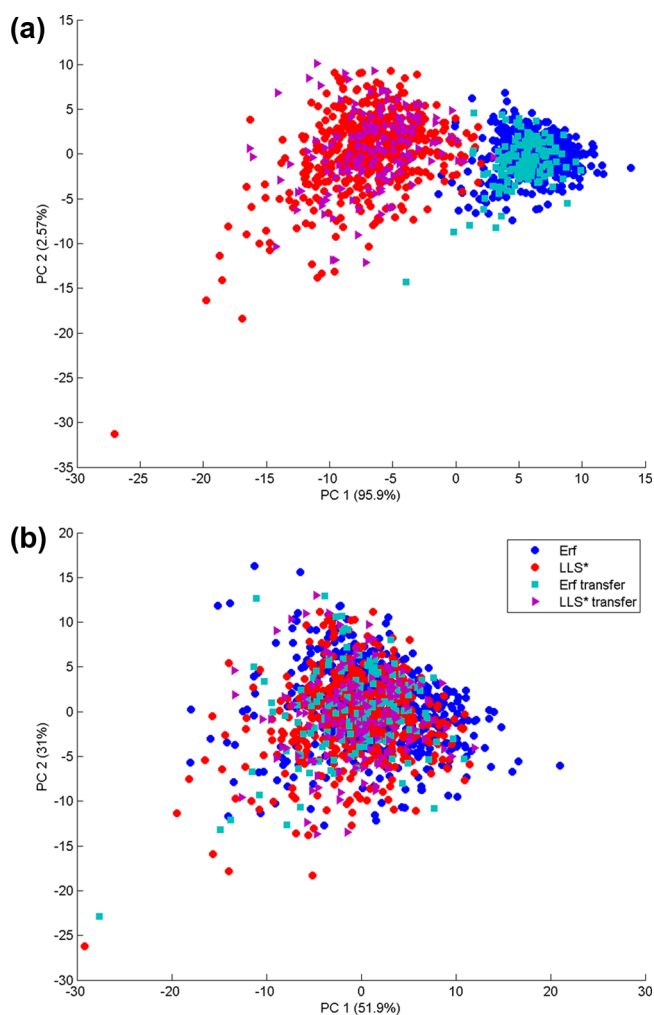 (a)
15
10
5
0
-5
-10
-15
-20
-25
-30
-35
PC 2 (2.57%)
-30 -25 -20 -15 -10 -5 0 5 10 15
PC 1 (95.9%)
(b)
20
15
10
5
0
-5
-10
-15
-20
-25
-30
PC 2 (31%)
Erf
LLS*
Erf transfer
LLS* transfer
-30 -20 -10 0 10 20 30
PC 1 (51.9%)